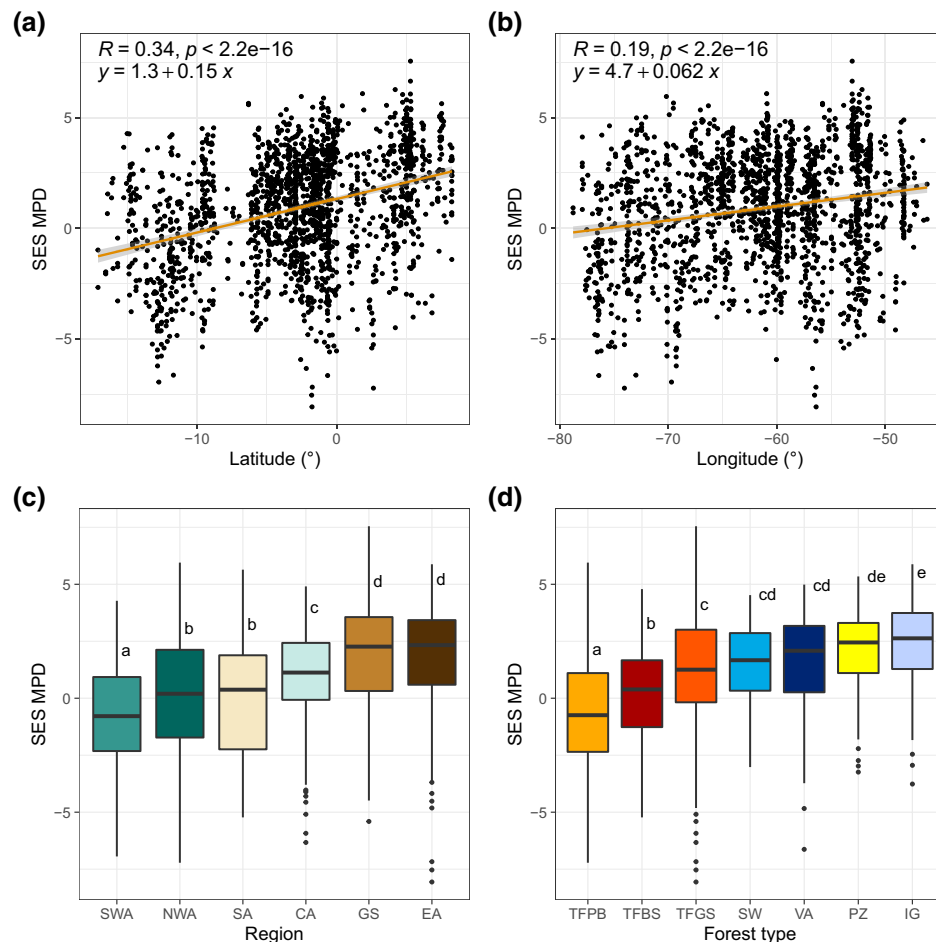 (a)
R = 0.34, p < 2.2e−16
y = 1.3 + 0.15 x
SES MPD
5
0
−5
−10
0
Latitude (°)
(b)
R = 0.19, p < 2.2e−16
y = 4.7 + 0.062 x
SES MPD
5
0
−5
−80
−70
−60
−50
Longitude (°)
(c)
SES MPD
5
0
−5
a
b
b
c
d
d
SWA
NWA
SA
CA
GS
EA
Region
(d)
SES MPD
5
0
−5
a
b
c
cd
cd
de
e
TFPB
TFBS
TFGS
SW
VA
PZ
IG
Forest type